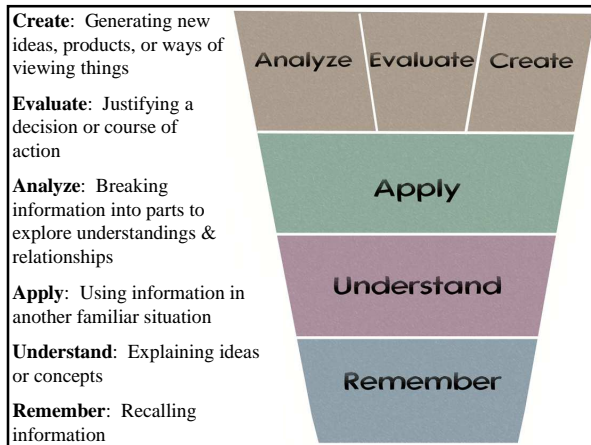 Create: Generating new
ideas, products, or ways of
viewing things
Evaluate: Justifying a
decision or course of
action
Analyze: Breaking
information into parts to
explore understandings &
relationships
Apply: Using information in
another familiar situation
Understand: Explaining ideas
or concepts
Remember: Recalling
information
Analyze Evaluate Create
Apply
Understand
Remember